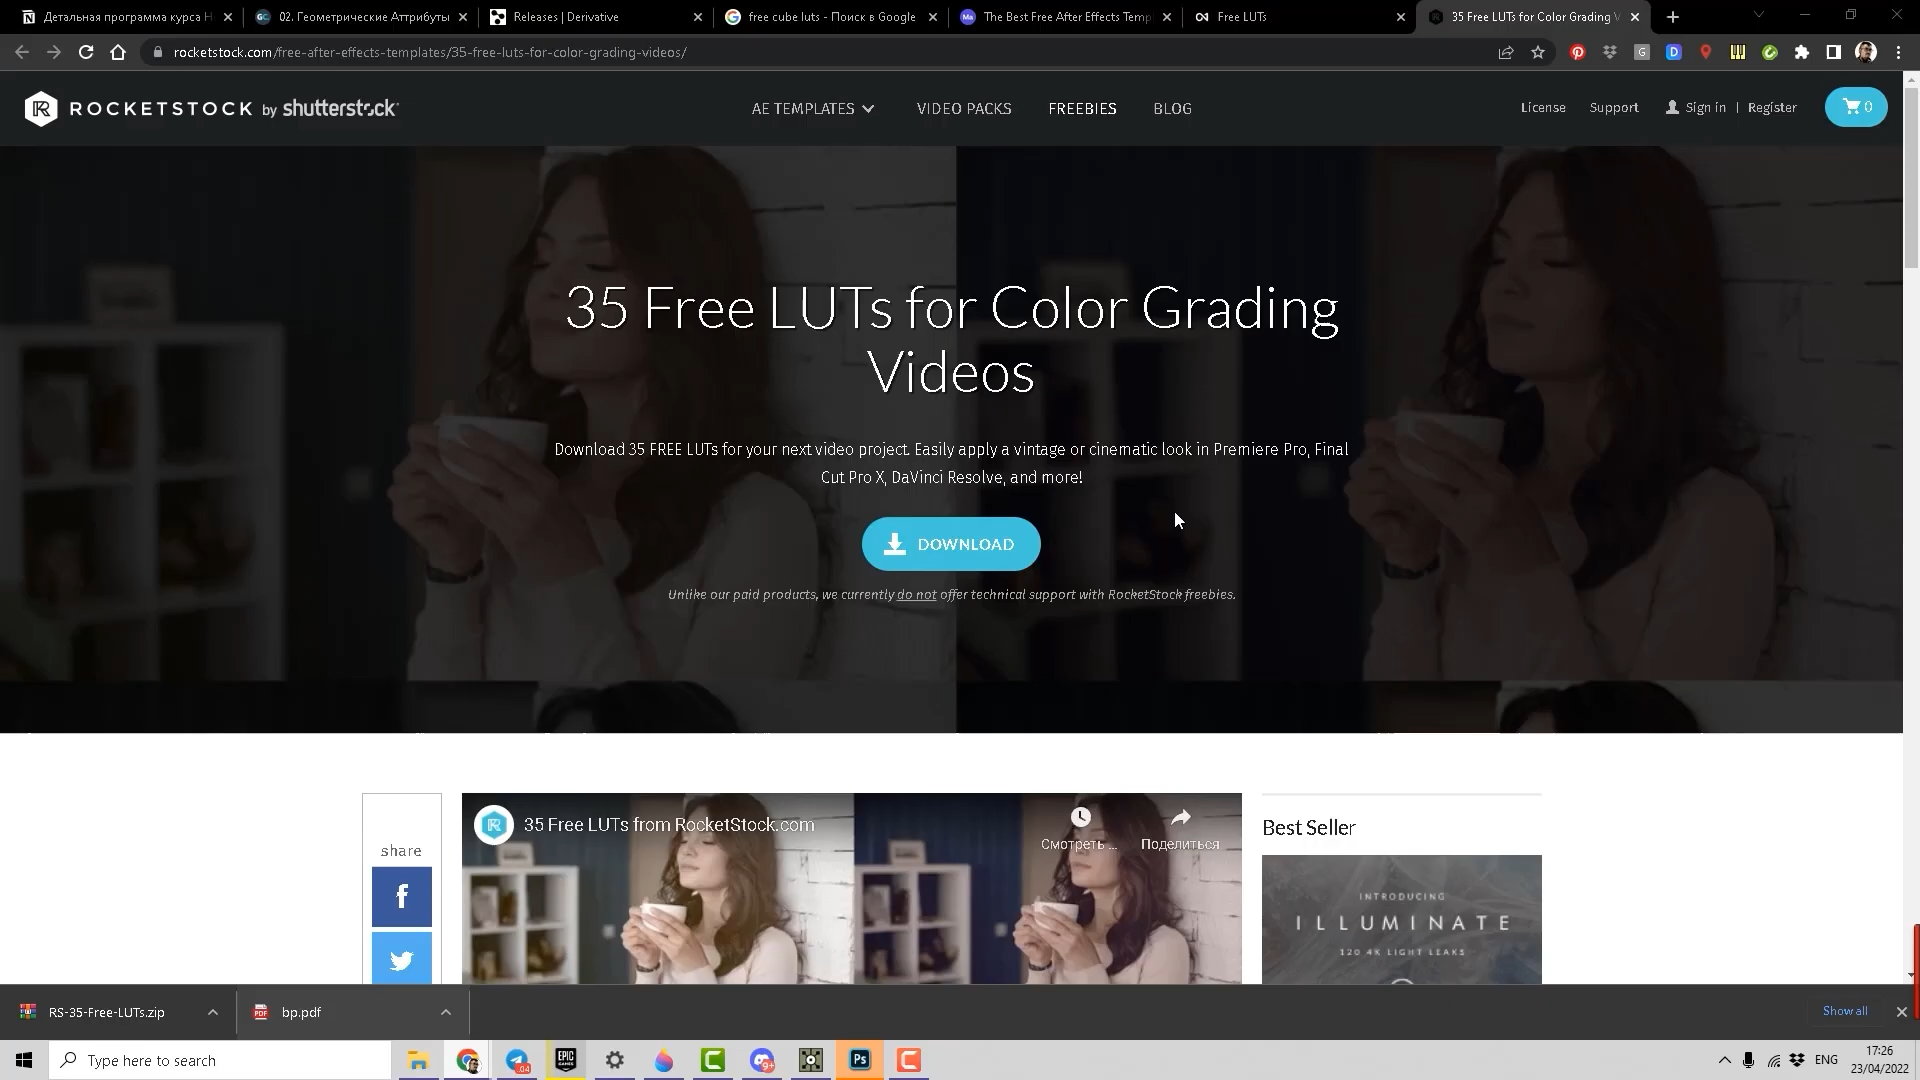 Детальная программа курса H
02. Геометрические Аттрибуты
Releases | Derivative
free cube luts - Поиск в Google
The Best Free After Effects Temp
Free LUTs
35 Free LUTs for Color Grading V
rocketstock.com/free-after-effects-templates/35-free-luts-for-color-grading-videos/
ROCKETSTOCK by shutterstock
AE TEMPLATES
VIDEO PACKS
FREEBIES
BLOG
License
Support
Sign in | Register
0
35 Free LUTs for Color Grading
Videos
Download 35 FREE LUTs for your next video project. Easily apply a vintage or cinematic look in Premiere Pro, Final
Cut Pro X, DaVinci Resolve, and more!
DOWNLOAD
Unlike our paid products, we currently do not offer technical support with RocketStock freebies.
share
35 Free LUTs from RocketStock.com
Смотреть ...
Поделиться
Best Seller
INTRODUCING
ILLUMINATE
120 4K LIGHT LEAKS
RS-35-Free-LUTs.zip
bp.pdf
Show all
Type here to search
EPIC
GAMES
Ps
ENG
17:26
23/04/2022